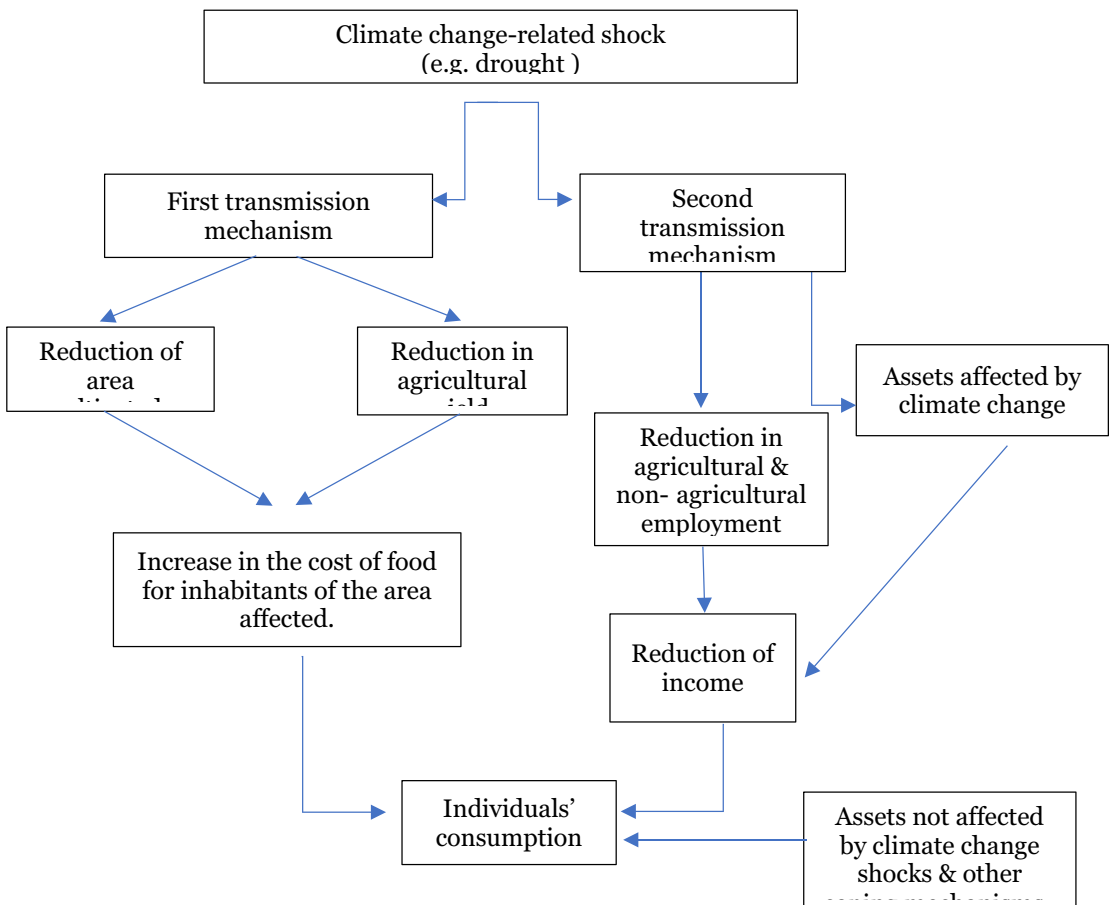 Climate change-related shock
(e.g. drought )
First transmission
mechanism
Second
transmission
mechanism
Reduction of
area
Reduction in
agricultural
Assets affected by
climate change
Reduction in
agricultural &
non- agricultural
employment
Increase in the cost of food
for inhabitants of the area
affected.
Reduction of
income
Individuals’
consumption
Assets not affected
by climate change
shocks & other